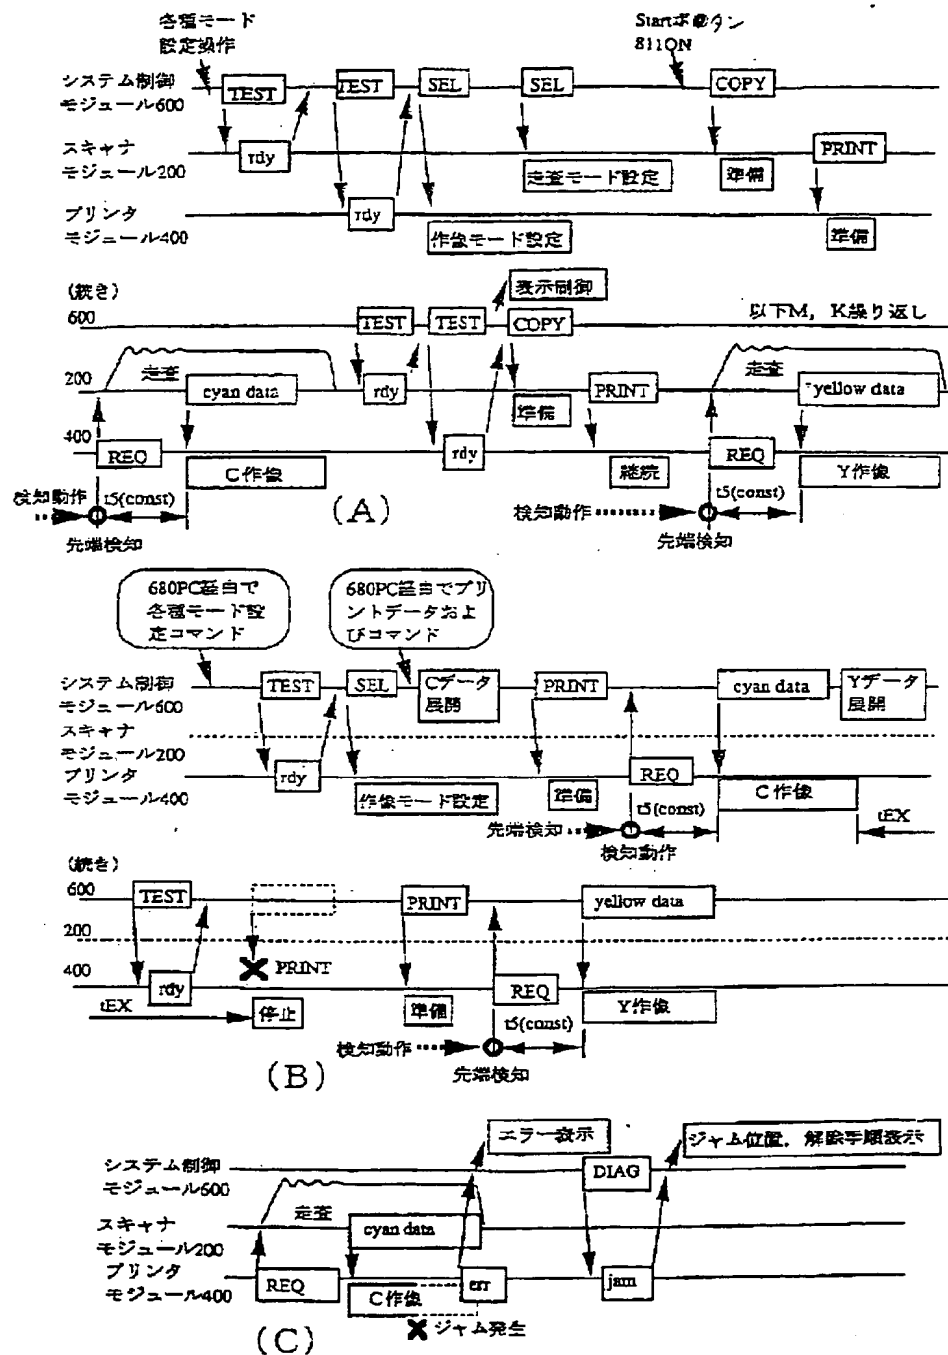 各種モード
設定操作
Startボタン
811ON
システム制御
モジュール600
TEST
TEST
SEL
SEL
COPY
スキャナ
モジュール200
rdy
PRINT
走査モード設定
準備
プリンタ
モジュール400
rdy
作像モード設定
準備
(続き)
表示制御
600
TEST
TEST
COPY
以下M, K繰り返し
200
走査
cyan data
rdy
準備
PRINT
走査
yellow data
400
REQ
C作像
rdy
継続
REQ
Y作像
検知動作
t5(const)
(A)
検知動作
t5(const)
先端検知
先端検知
680PC経由で
各種モード設
定コマンド
680PC経由でプリ
ントデータおよ
びコマンド
システム制御
モジュール600
TEST
SEL
Cデータ
展開
PRINT
cyan data
Yデータ
展開
スキャナ
モジュール200
プリンタ
モジュール400
rdy
作像モード設定
準備
REQ
C作像
先端検知
t5(const)
検知動作
tEX
(続き)
600
TEST
PRINT
yellow data
200
PRINT
400
rdy
REQ
tEX
停止
準備
t5(const)
Y作像
検知動作
先端検知
(B)
エラー表示
ジャム位置, 解除手順表示
システム制御
モジュール600
DIAG
スキャナ
モジュール200
走査
cyan data
プリンタ
モジュール400
REQ
C作像
err
jam
ジャム発生
(C)